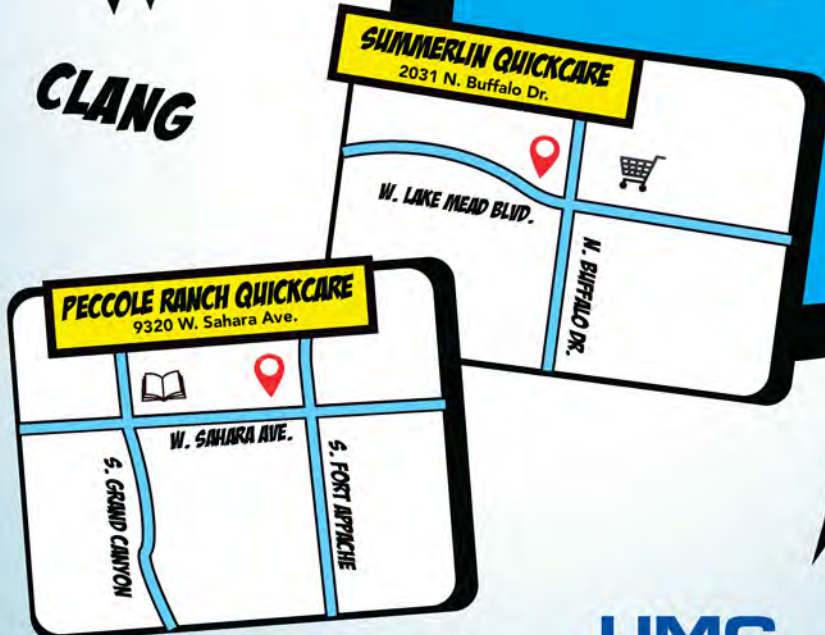 CLANG
SUMMERLIN QUICKCARE
2031 N. Buffalo Dr.
W. LAKE MEAD BLVD.
N. BUFFALO DR.
PECCOLE RANCH QUICKCARE
9320 W. Sahara Ave.
W. SAHARA AVE.
S. GRAND CANYON
S. FORT APPACHE
UMC